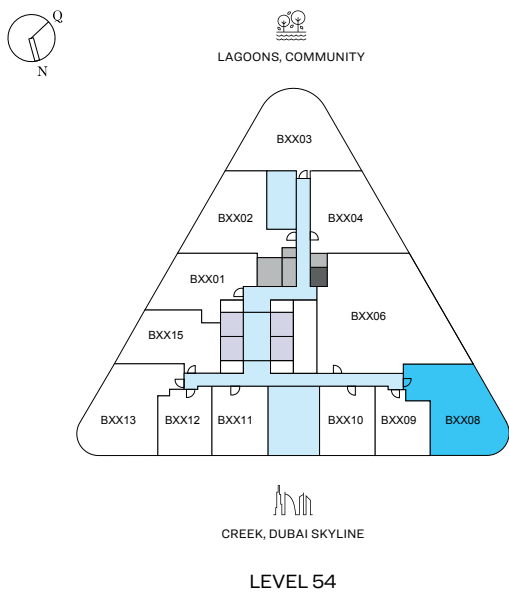 Q
N
LAGOONS, COMMUNITY
BXX03
BXX02
BXX04
BXX01
BXX06
BXX15
BXX13
BXX12
BXX11
BXX10
BXX09
BXX08
CREEK, DUBAI SKYLINE
LEVEL 54